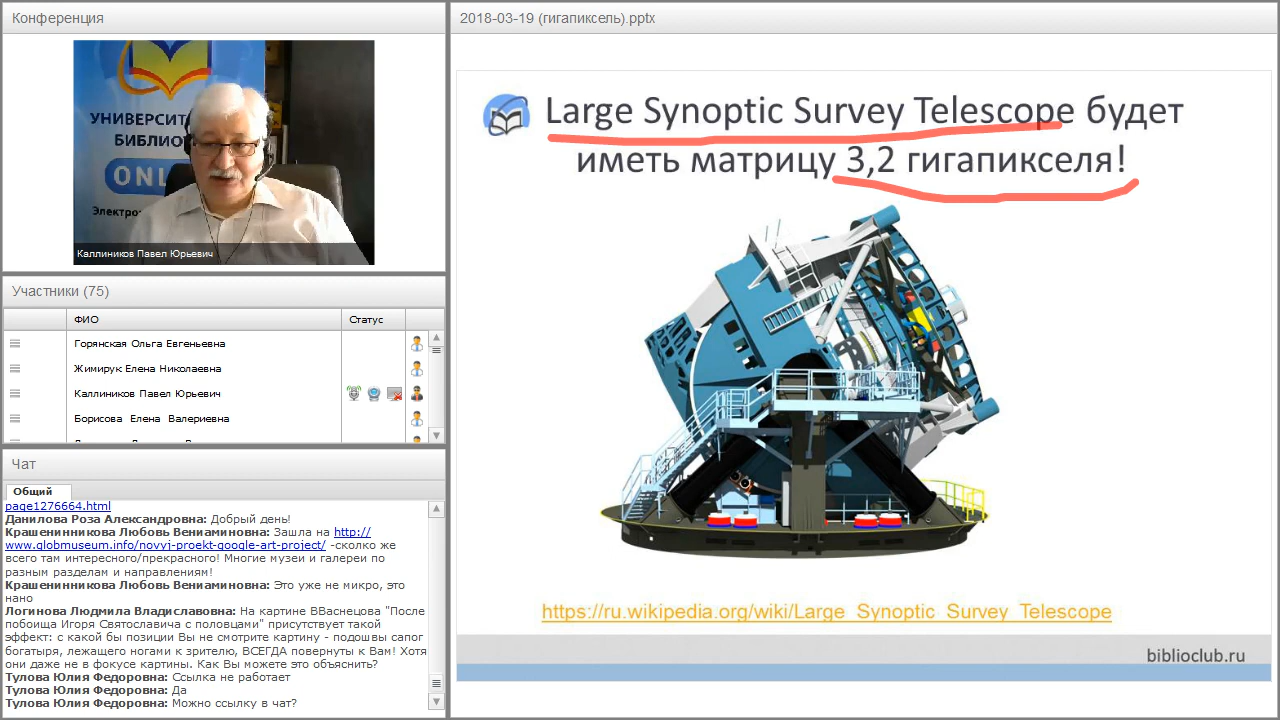 Конференция
УНИВЕРСИТ
БИБЛИО
ONL
Электро
Каллиников Павел Юрьевич
Участники (75)
ФИО
Статус
Горянская Ольга Евгеньевна
Жимирук Елена Николаевна
Каллиников Павел Юрьевич
Борисова Елена Валериевна
Чат
Общий
page1276664.html
Данилова Роза Александровна: Добрый день!
Крашенинникова Любовь Вениаминовна: Зашла на http://
www.globmuseum.info/novyj-proekt-google-art-project/ -сколько же
всего там интересного/прекрасного! Многие музеи и галереи по
разным разделам и направлениям!
Крашенинникова Любовь Вениаминовна: Это уже не микро, это
нано
Логинова Людмила Владиславовна: На картине ВВаснецова "После
побоища Игоря Святославича с половцами" присутствует такой
эффект: с какой бы позиции Вы не смотрите картину - подошвы сапог
богатыря, лежащего ногами к зрителю, ВСЕГДА повернуты к Вам! Хотя
они даже не в фокусе картины. Как Вы можете это объяснить?
Тулова Юлия Федоровна: Ссылка не работает
Тулова Юлия Федоровна: Да
Тулова Юлия Федоровна: Можно ссылку в чат?
2018-03-19 (гигапиксель).pptx
Large Synoptic Survey Telescope будет
иметь матрицу 3,2 гигапикселя!
https://ru.wikipedia.org/wiki/Large_Synoptic_Survey_Telescope
biblioclub.ru